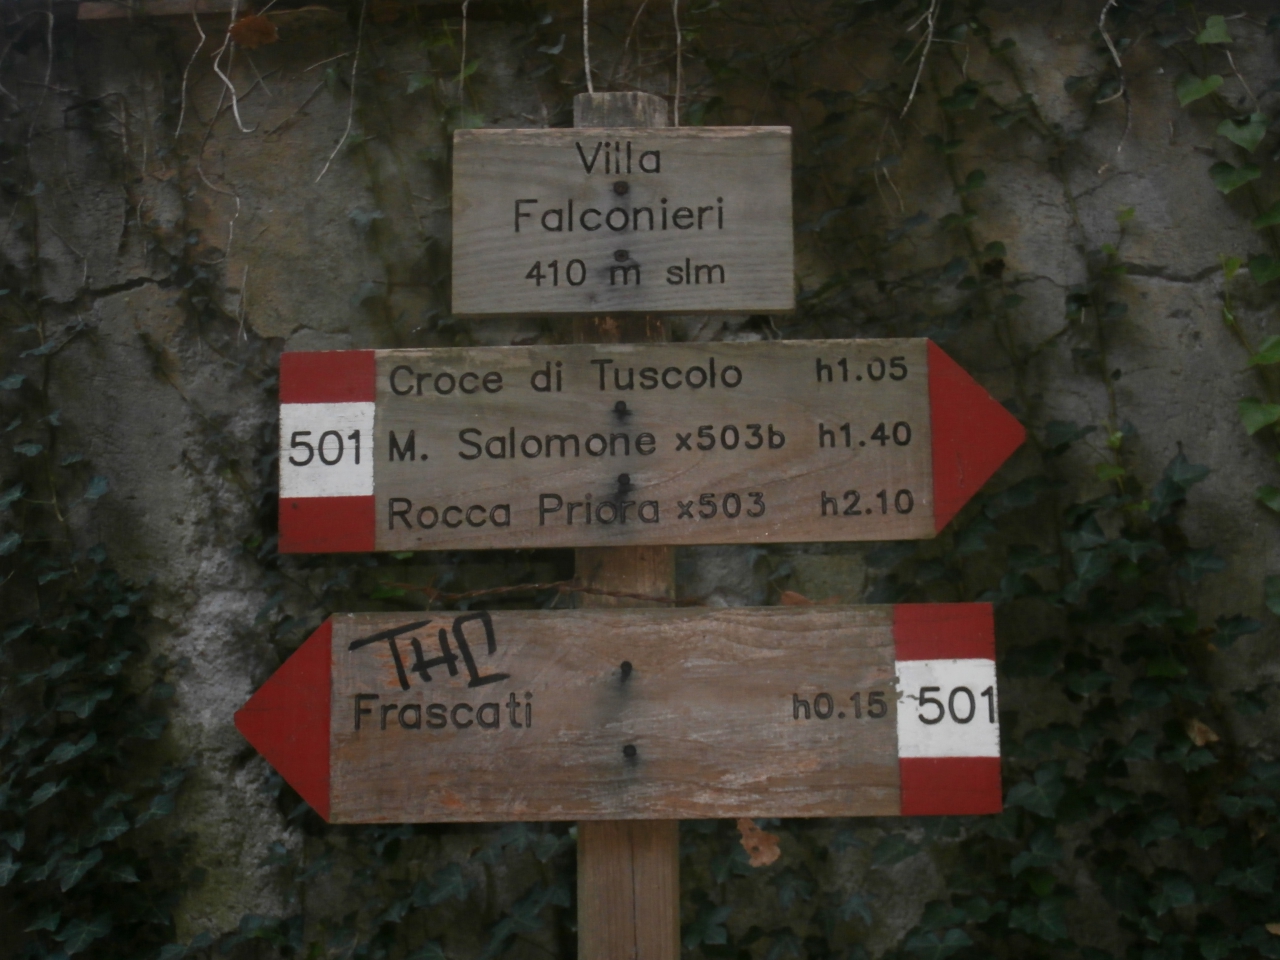 Villa
Falconieri
410 m slm
Croce di Tuscolo h1.05
501 M. Salomone x503b h1.40
Rocca Priora x503 h2.10
THC
Frascati h0.15 501